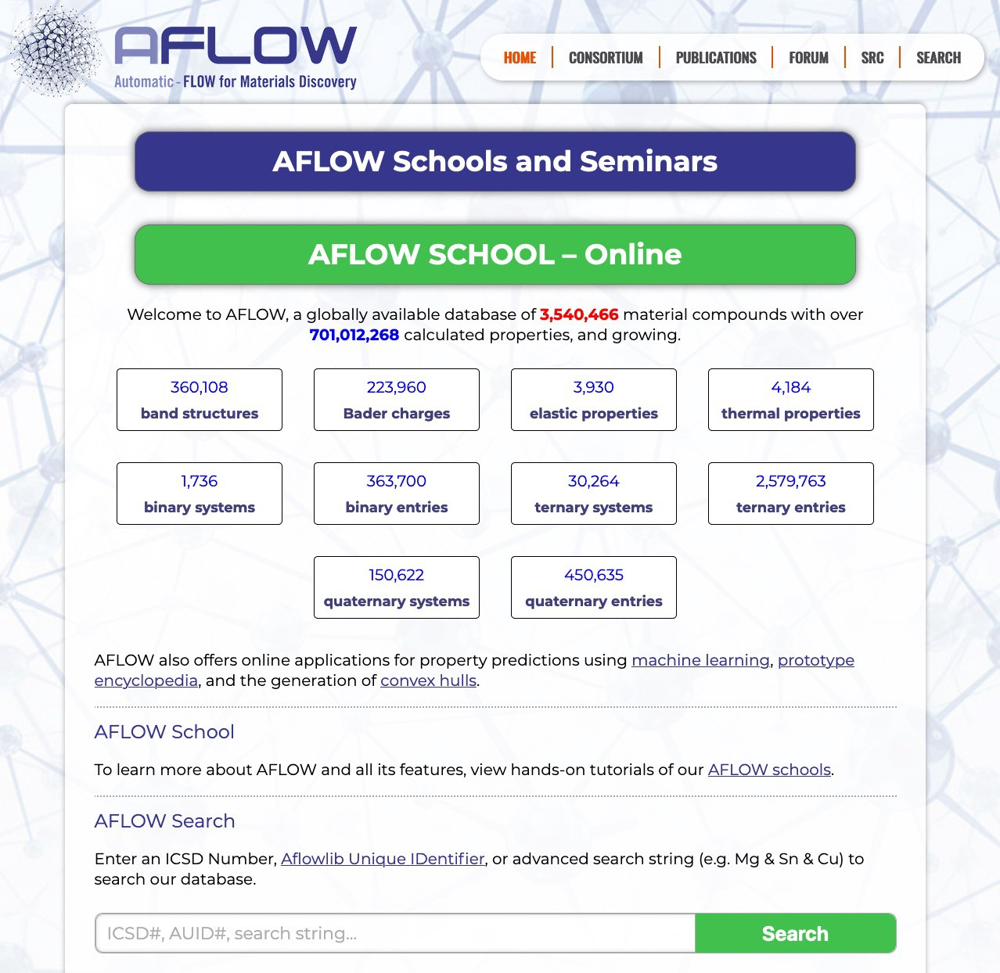 AFLOW
Automatic - FLOW for Materials Discovery
HOME
CONSORTIUM
PUBLICATIONS
FORUM
SRC
SEARCH
AFLOW Schools and Seminars
AFLOW SCHOOL – Online
Welcome to AFLOW, a globally available database of 3,540,466 material compounds with over
701,012,268 calculated properties, and growing.
360,108
band structures
223,960
Bader charges
3,930
elastic properties
4,184
thermal properties
1,736
binary systems
363,700
binary entries
30,264
ternary systems
2,579,763
ternary entries
150,622
quaternary systems
450,635
quaternary entries
AFLOW also offers online applications for property predictions using machine learning, prototype
encyclopedia, and the generation of convex hulls.
AFLOW School
To learn more about AFLOW and all its features, view hands-on tutorials of our AFLOW schools.
AFLOW Search
Enter an ICSD Number, Aflowlib Unique IDentifier, or advanced search string (e.g. Mg & Sn & Cu) to
search our database.
ICSD#, AUID#, search string...
Search